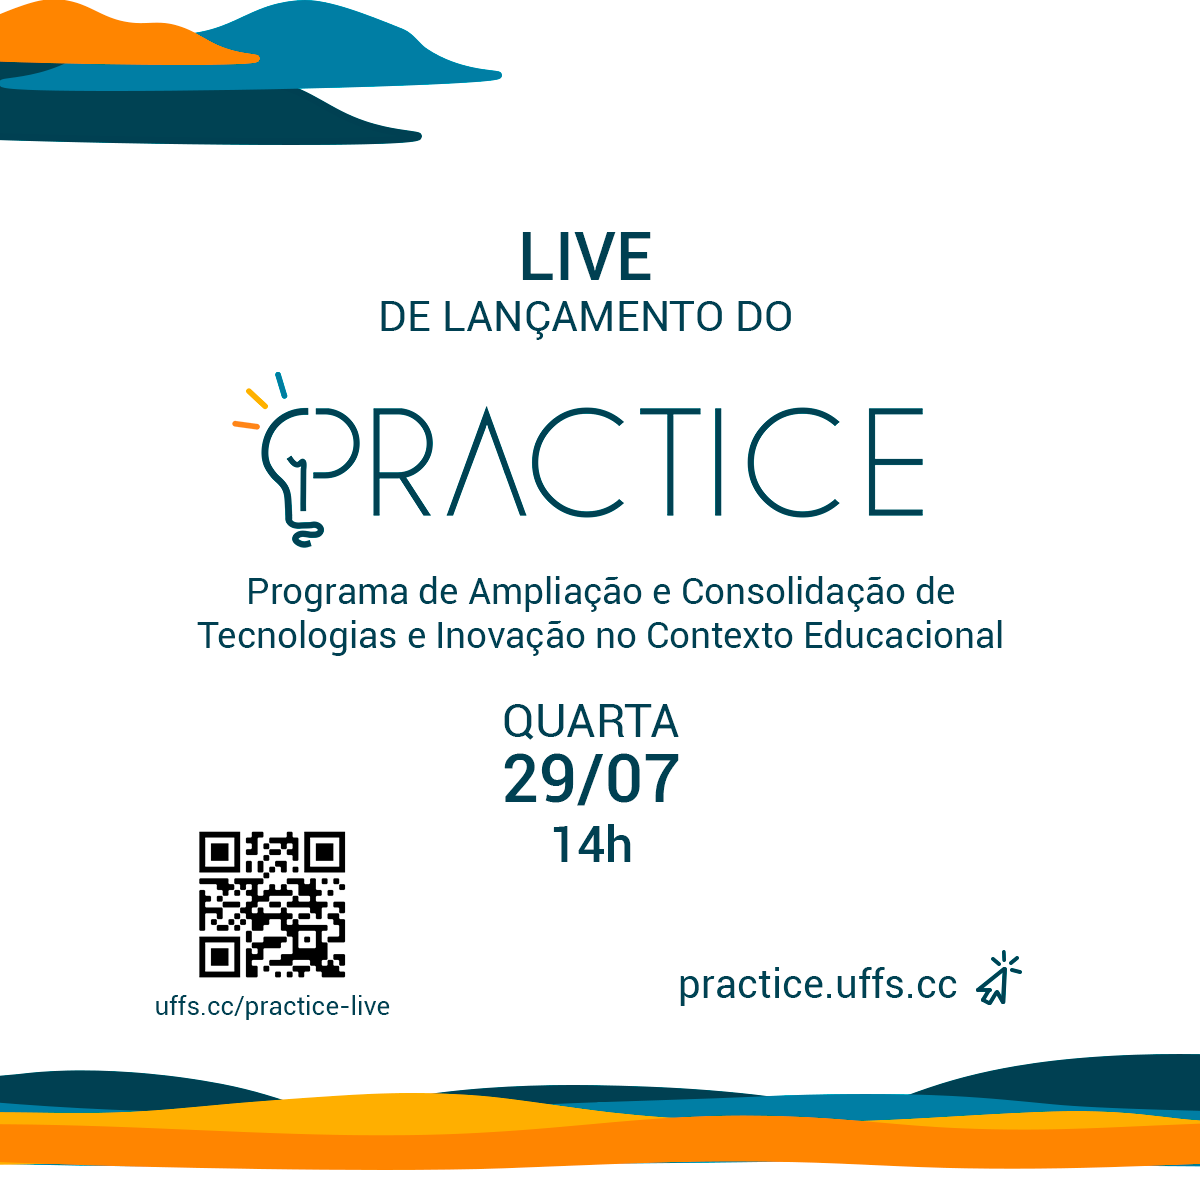 LIVE
DE LANÇAMENTO DO
PRACTICE
Programa de Ampliação e Consolidação de
Tecnologias e Inovação no Contexto Educacional
QUARTA
29/07
14h
uffs.cc/practice-live
practice.uffs.cc